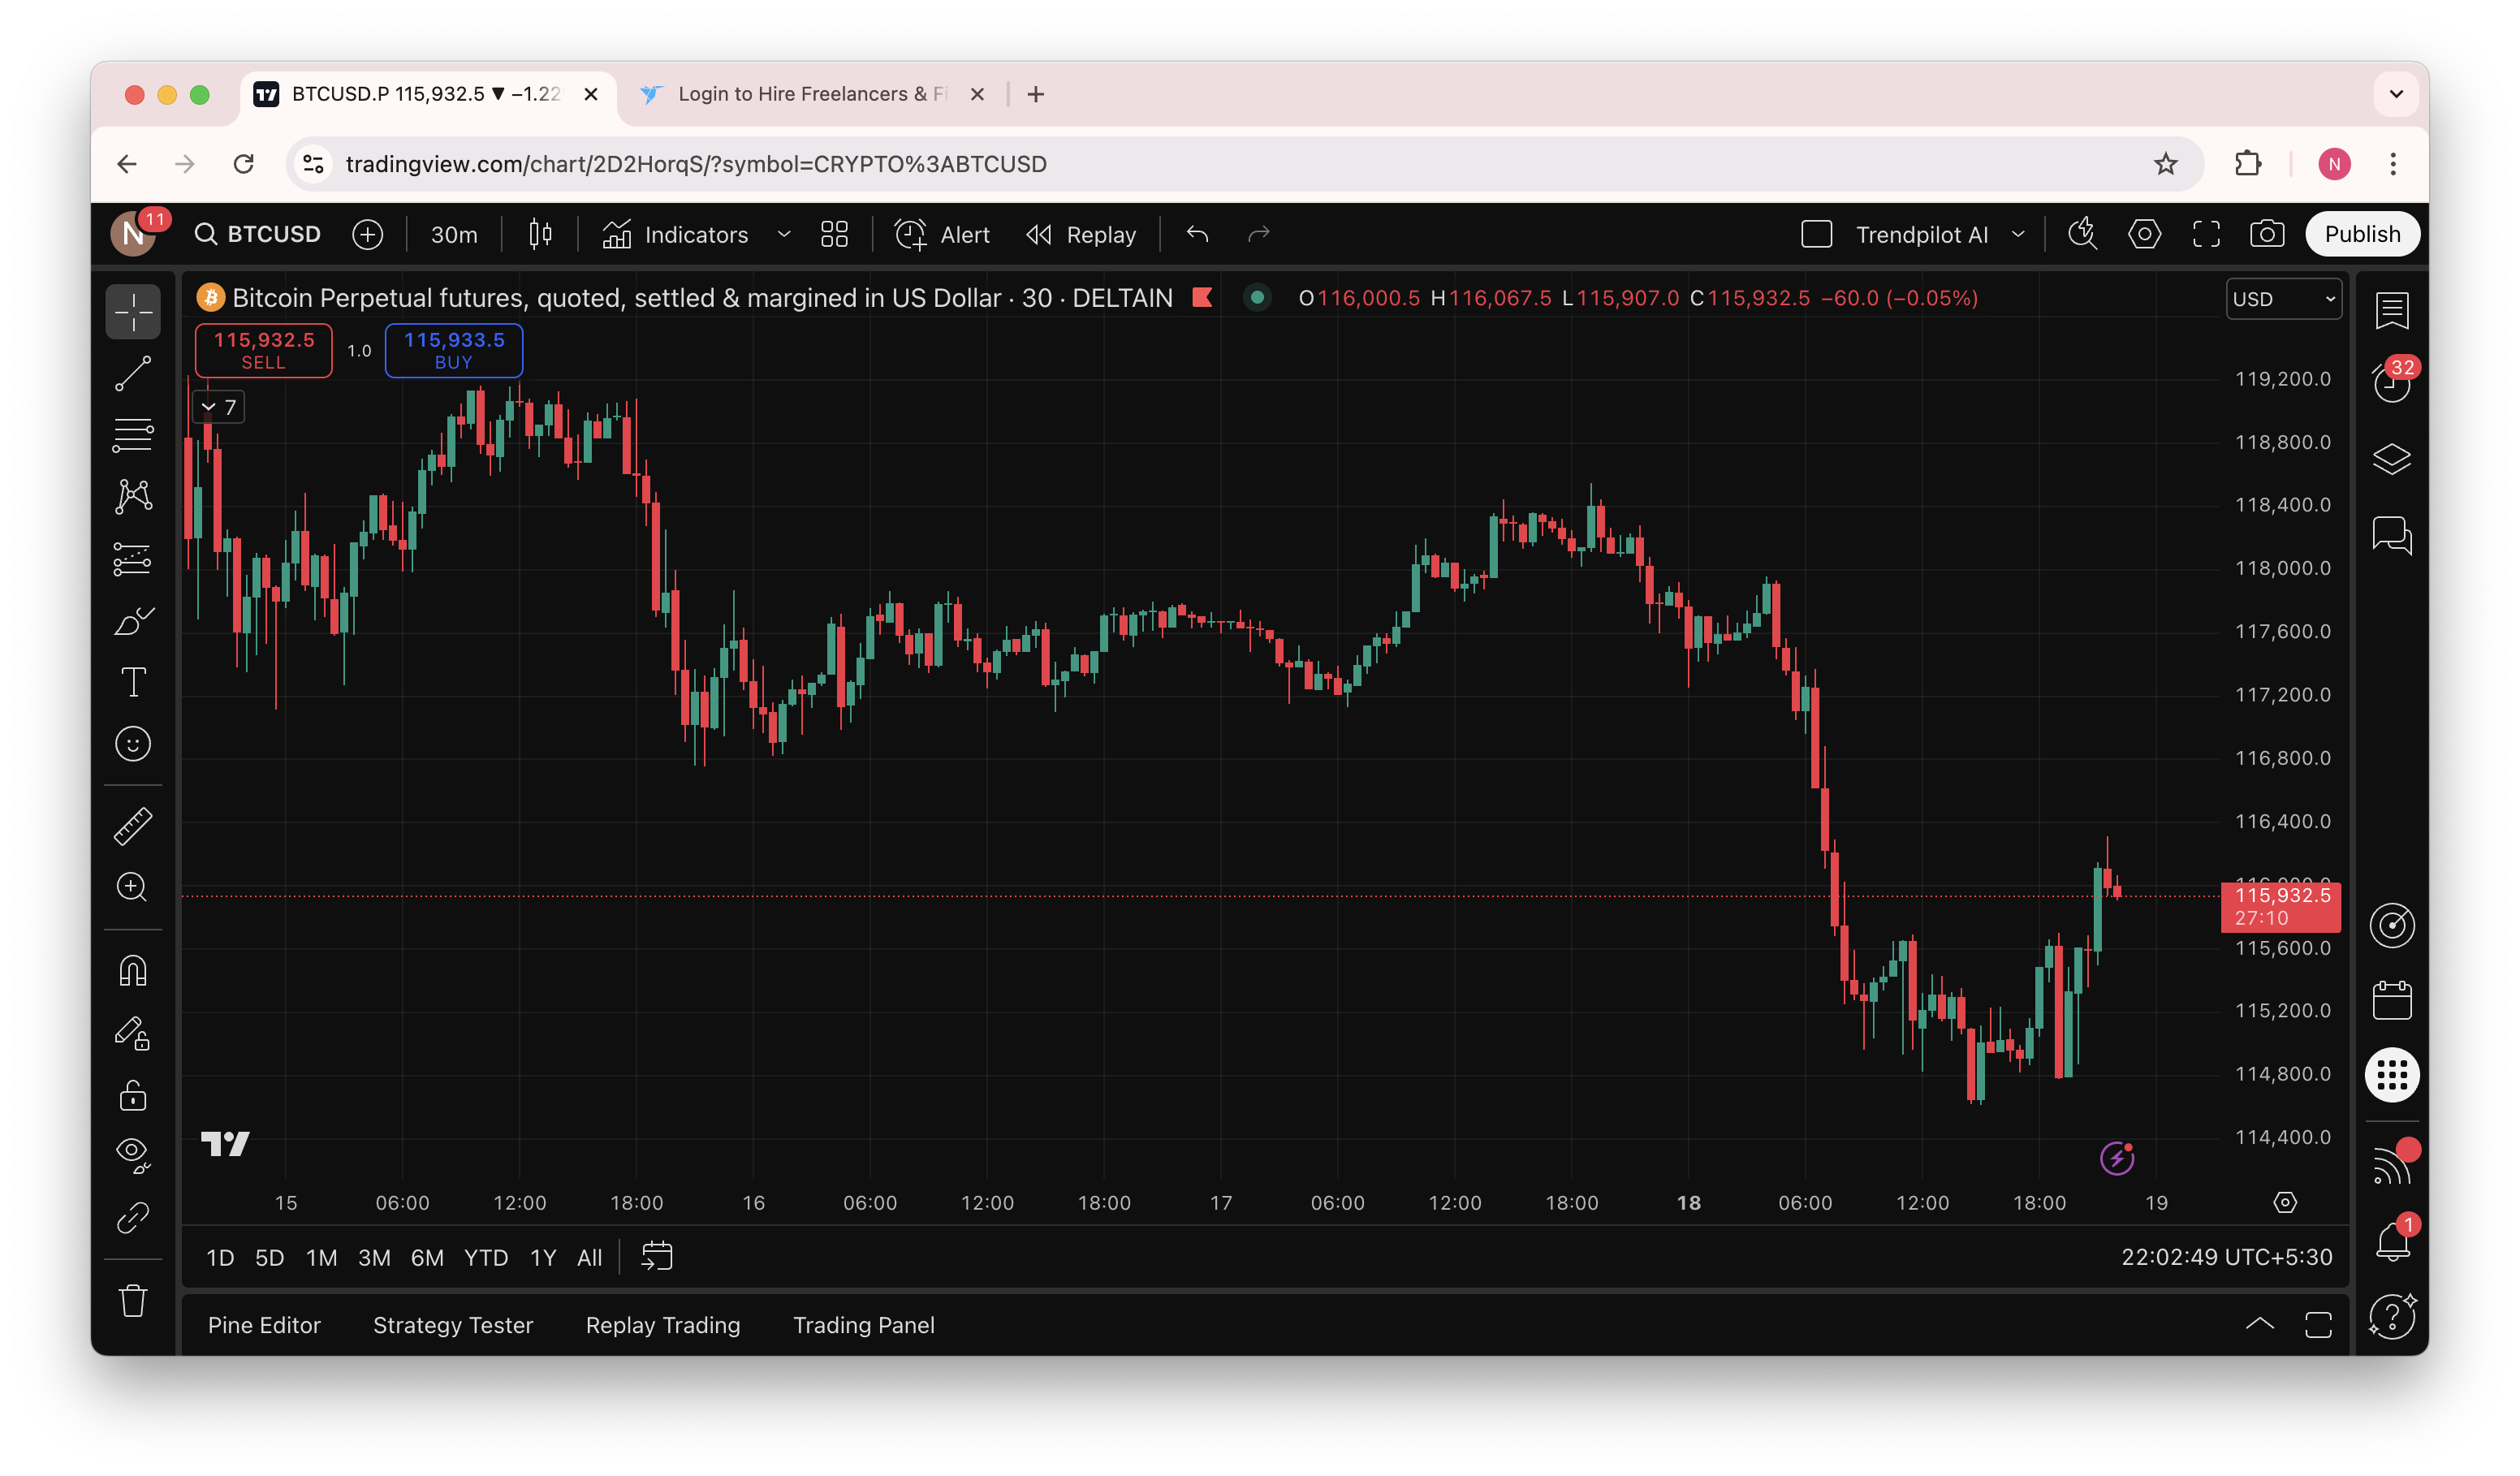 BTCUSD.P 115,932.5 ▼ −1.22
Login to Hire Freelancers & Fi
tradingview.com/chart/2D2HorqS/?symbol=CRYPTO%3ABTCUSD
N
N
11
BTCUSD
30m
Indicators
Alert
Replay
Trendpilot AI
Publish
Bitcoin Perpetual futures, quoted, settled & margined in US Dollar · 30 · DELTAIN
O116,000.5 H116,067.5 L115,907.0 C115,932.5 −60.0 (−0.05%)
USD
115,932.5
SELL
1.0
115,933.5
BUY
7
32
119,200.0
118,800.0
118,400.0
118,000.0
117,600.0
117,200.0
116,800.0
116,400.0
115,932.5
27:10
115,600.0
115,200.0
114,800.0
114,400.0
15 06:00 12:00 18:00 16 06:00 12:00 18:00 17 06:00 12:00 18:00 18 06:00 12:00 18:00 19
1D 5D 1M 3M 6M YTD 1Y All
22:02:49 UTC+5:30
1
Pine Editor Strategy Tester Replay Trading Trading Panel